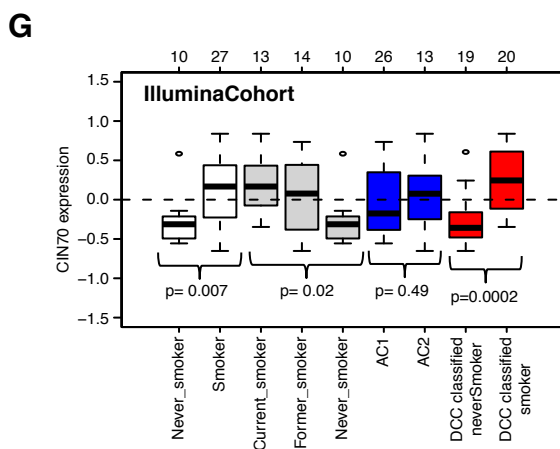 G
10 27 13 14 10 26 13 19 20
IlluminaCohort
CIN70 expression
1.5
1.0
0.5
0.0
−0.5
−1.0
−1.5
p= 0.007
p= 0.02
p= 0.49
p=0.0002
Never_smoker
Smoker
Current_smoker
Former_smoker
Never_smoker
AC1
AC2
DCC classified
neverSmoker
DCC classified
smoker